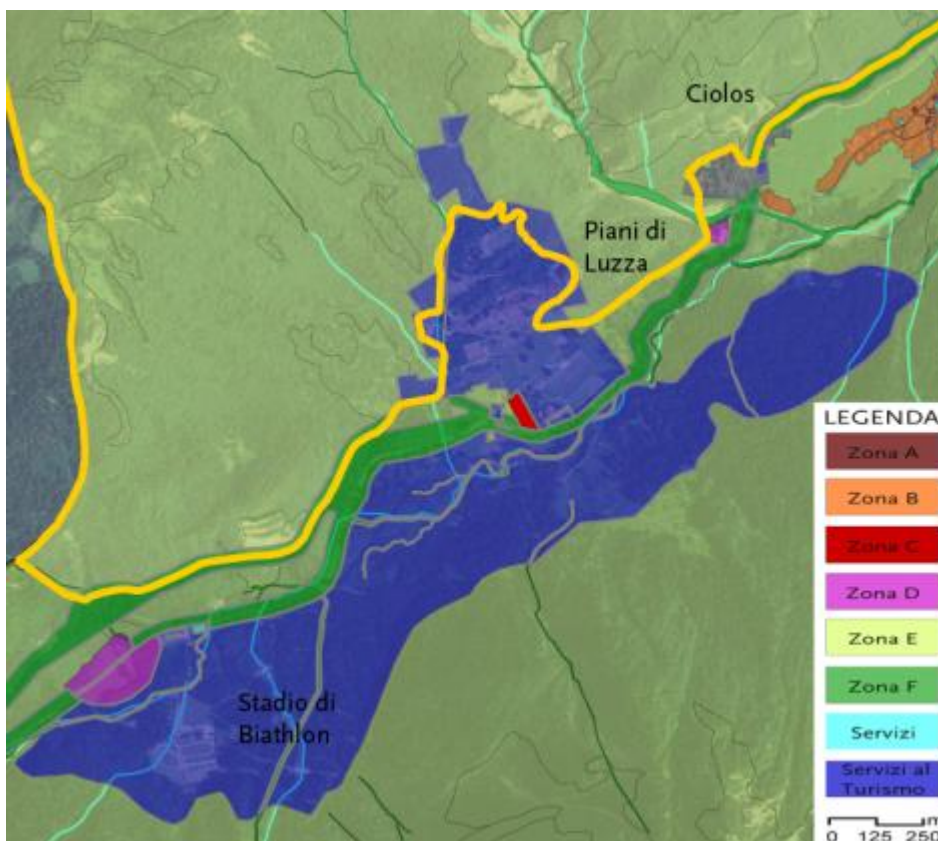 Ciolos
Piani di
Luzza
Stadio di
Biathlon
LEGENDA
Zona A
Zona B
Zona C
Zona D
Zona E
Zona F
Servizi
Servizi al
Turismo
m
0 125 250